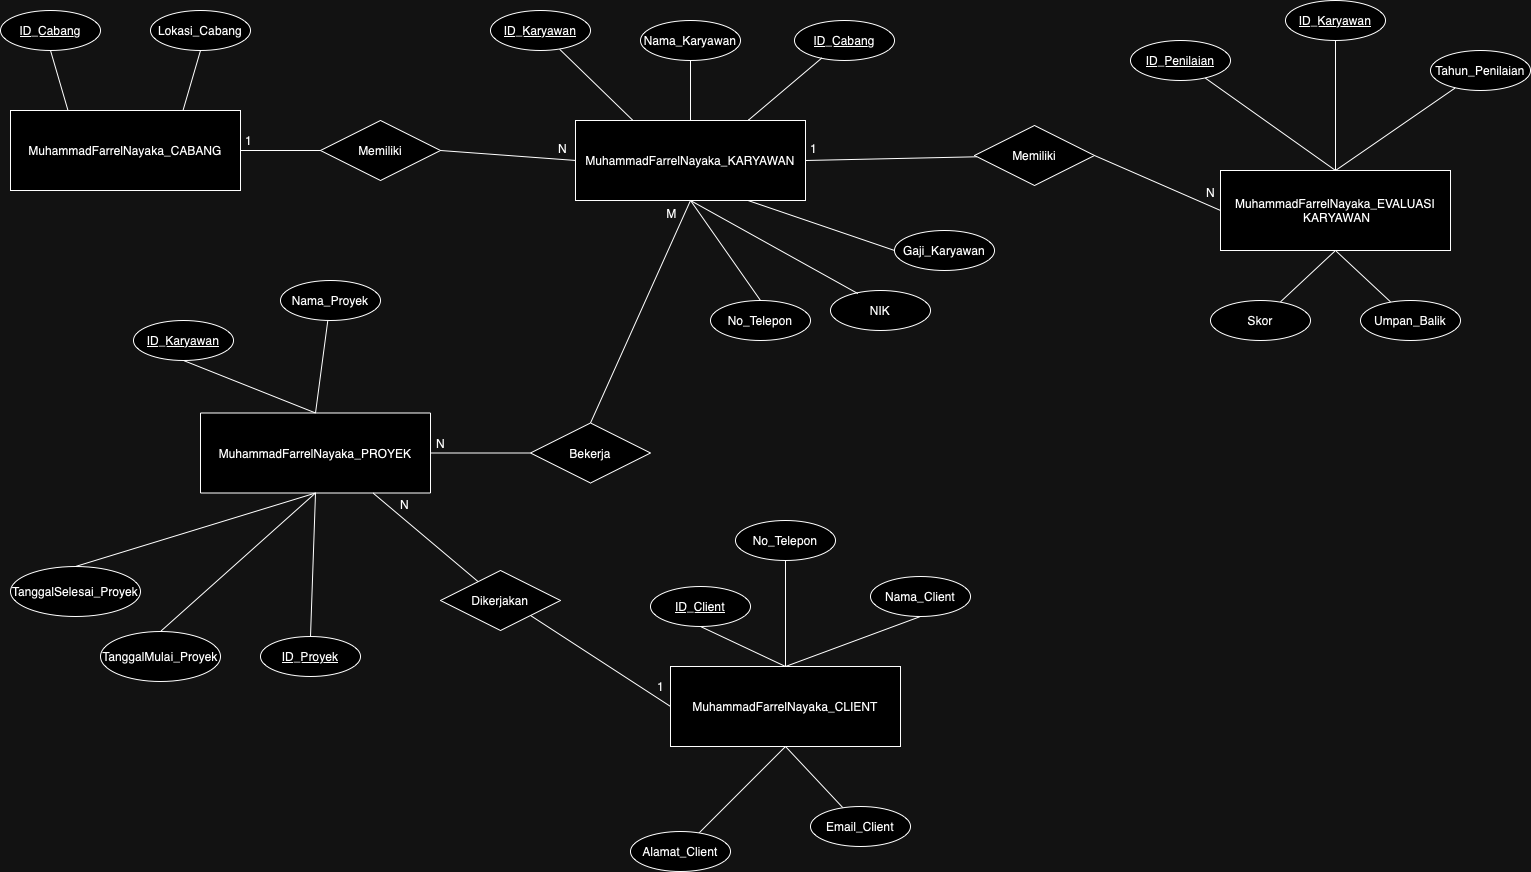 ID_Cabang
Lokasi_Cabang
MuhammadFarrelNayaka_CABANG
1
Memiliki
N
ID_Karyawan
Nama_Karyawan
ID_Cabang
MuhammadFarrelNayaka_KARYAWAN
1
Memiliki
N
ID_Penilaian
ID_Karyawan
Tahun_Penilaian
MuhammadFarrelNayaka_EVALUASI
KARYAWAN
Skor
Umpan_Balik
M
Gaji_Karyawan
NIK
No_Telepon
Nama_Proyek
ID_Karyawan
MuhammadFarrelNayaka_PROYEK
N
Bekerja
N
TanggalSelesai_Proyek
TanggalMulai_Proyek
ID_Proyek
Dikerjakan
1
No_Telepon
ID_Client
Nama_Client
MuhammadFarrelNayaka_CLIENT
Alamat_Client
Email_Client